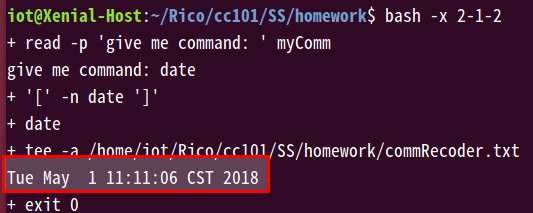 iot@Xenial-Host:~/Rico/cc101/SS/homework$ bash -x 2-1-2
+ read -p 'give me command: ' myComm
give me command: date
+ '[' -n date ']'
+ date
+ tee -a /home/iot/Rico/cc101/SS/homework/commRecoder.txt
Tue May  1 11:11:06 CST 2018
+ exit 0